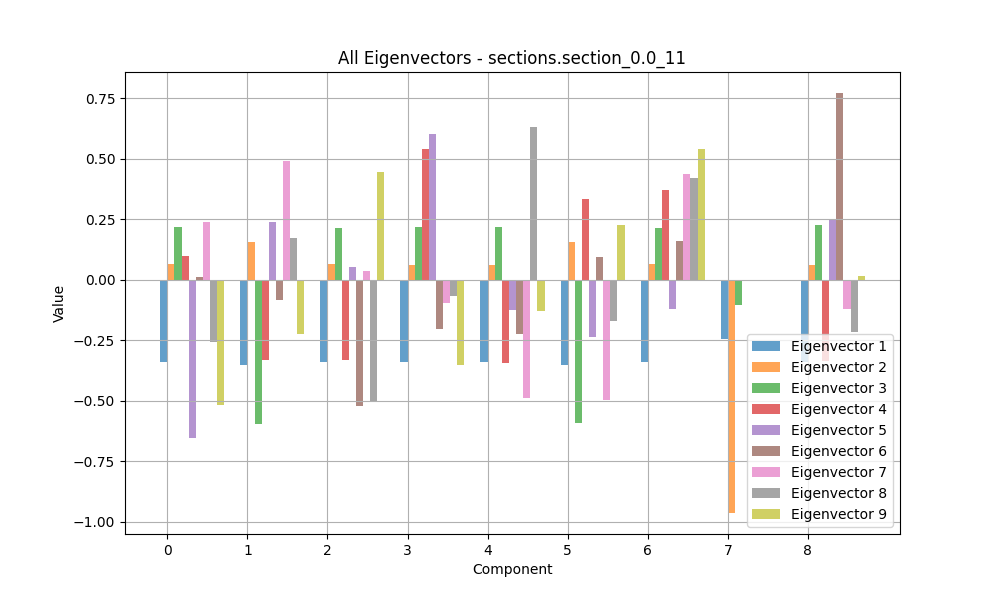 All Eigenvectors - sections.section_0.0_11
Value
0.75
0.50
0.25
0.00
−0.25
−0.50
−0.75
−1.00
0 1 2 3 4 5 6 7 8
Component
Eigenvector 1
Eigenvector 2
Eigenvector 3
Eigenvector 4
Eigenvector 5
Eigenvector 6
Eigenvector 7
Eigenvector 8
Eigenvector 9